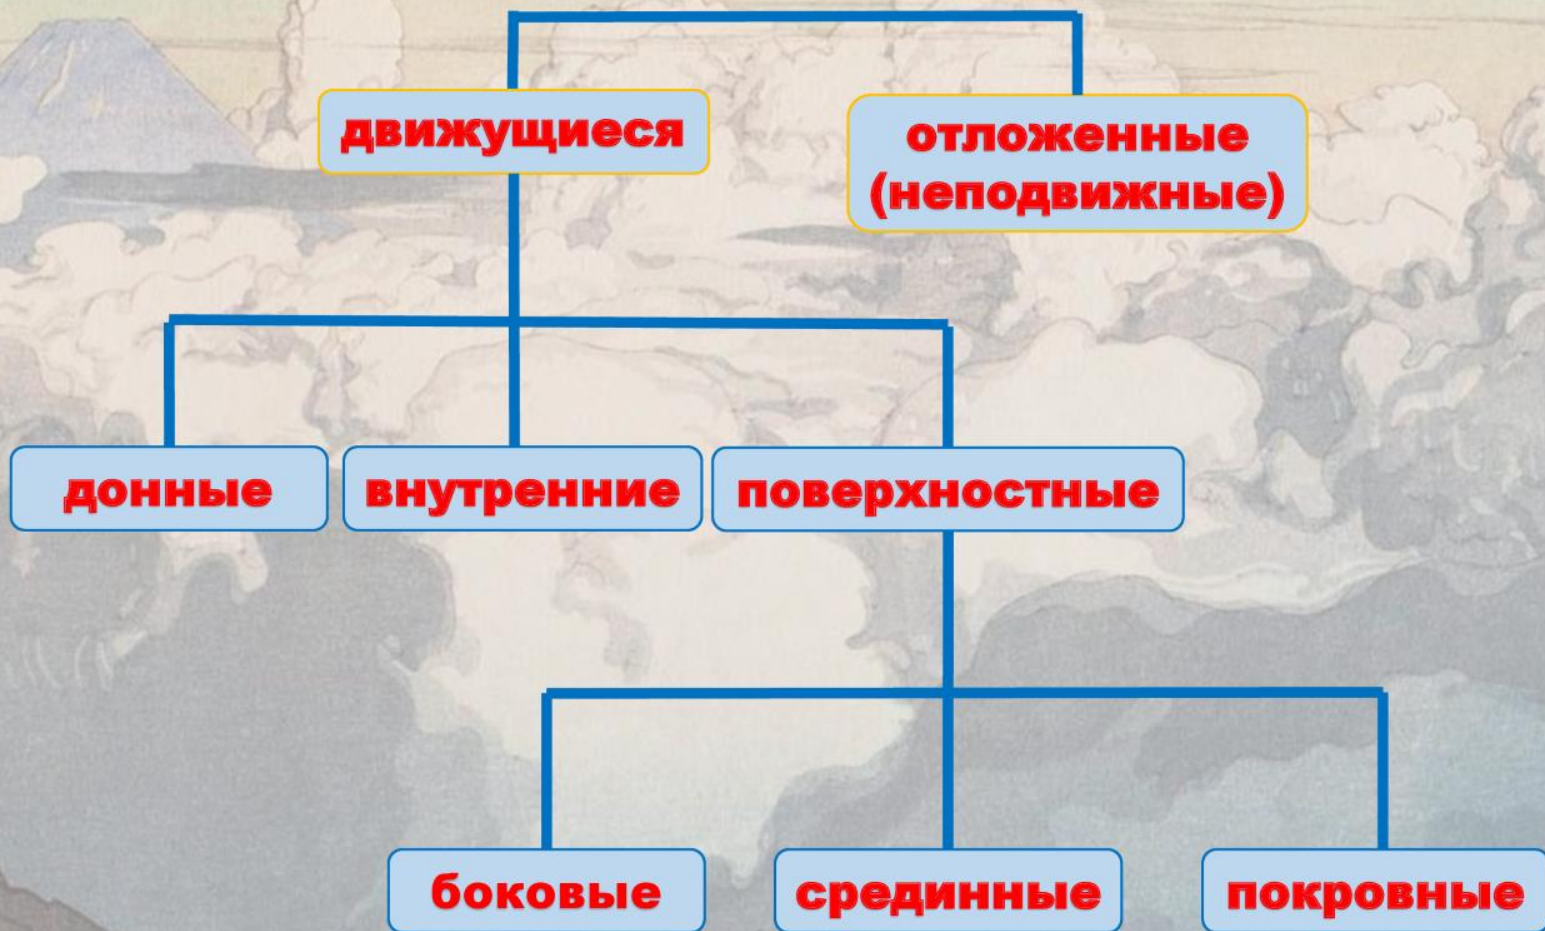 движущиеся
отложенные
(неподвижные)
донные
внутренние
поверхностные
боковые
срединные
покровные